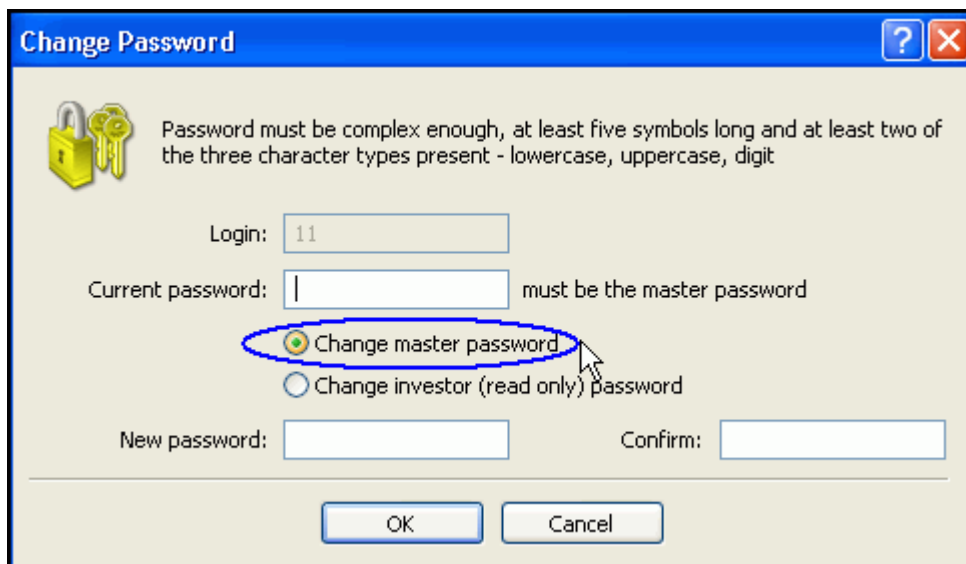 Change Password
Password must be complex enough, at least five symbols long and at least two of
the three character types present - lowercase, uppercase, digit
Login: 11
Current password: must be the master password
Change master password
Change investor (read only) password
New password: Confirm:
OK Cancel